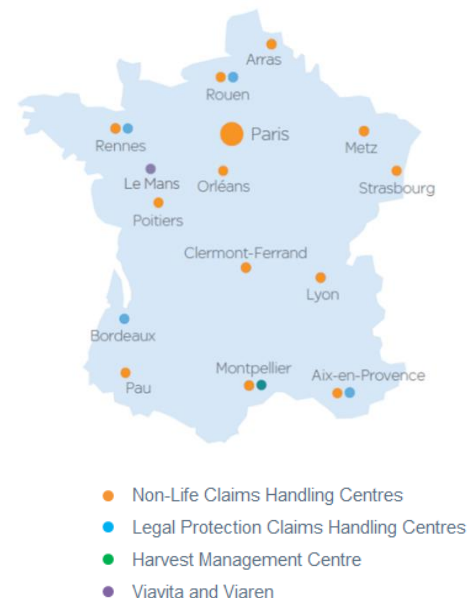 Arras
Rouen
Paris
Rennes
Metz
Le Mans
Orléans
Strasbourg
Poitiers
Clermont-Ferrand
Lyon
Bordeaux
Montpellier
Aix-en-Provence
Pau
Non-Life Claims Handling Centres
Legal Protection Claims Handling Centres
Harvest Management Centre
Viavita and Viaren